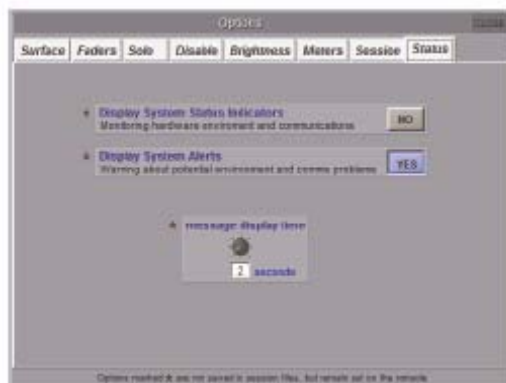 Options
Surface Faders Solo Disable Brightness Meters Session Status
Display System Status Indicators
Monitoring hardware enviroment and communications
NO
Display System Alerts
Warning about potential environment and comms problems
YES
message display time
2 seconds
Options marked ★ are not saved in session files, but remain set on the console